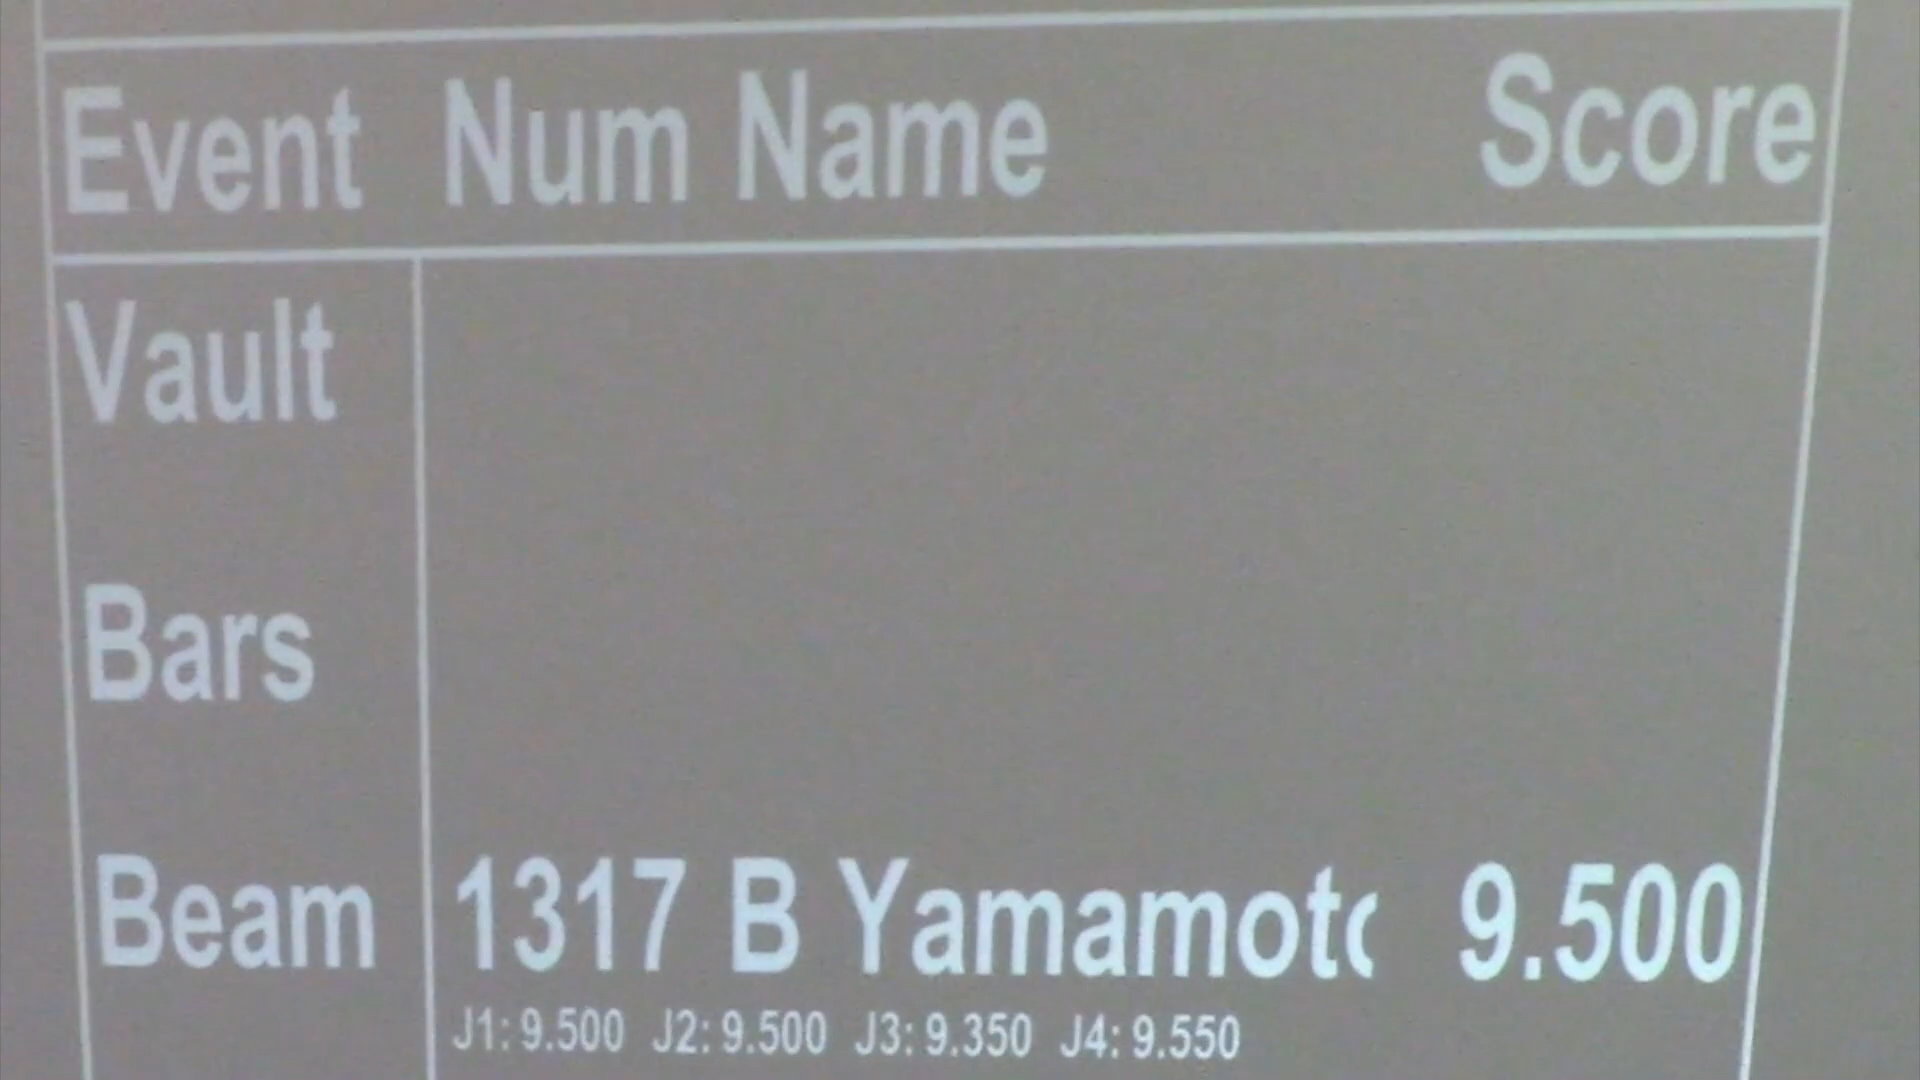 Event Num Name Score
Vault
Bars
Beam 1317 B Yamamoto 9.500
J1: 9.500 J2: 9.500 J3: 9.350 J4: 9.550